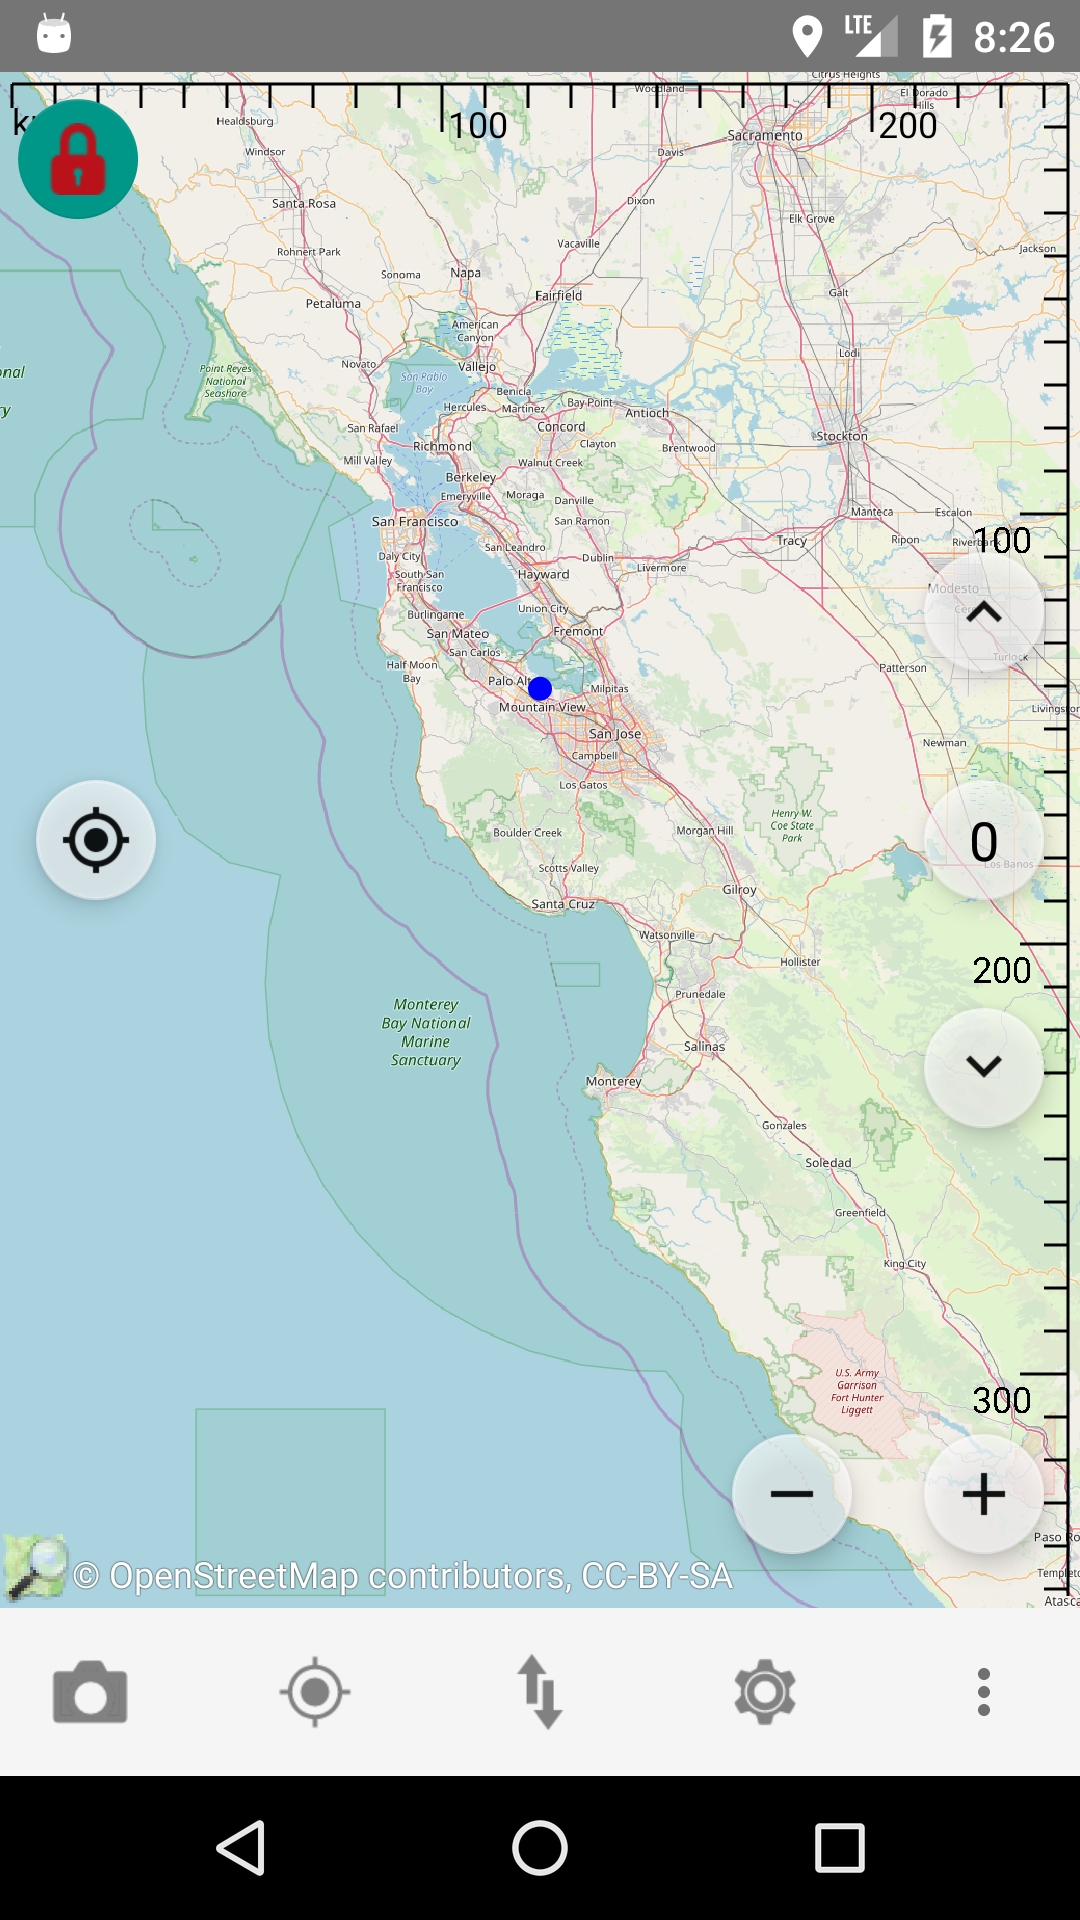 LTE 8:26
Citrus Heights
Woodland
El Dorado
Hills
100
200
Healdsburg
Sacramento
Windsor
Davis
Santa Rosa
Dixon
Elk Grove
Rohnert Park
Vacaville
Jackson
Sonoma
Napa
Galt
Petaluma
Fairfield
American
Canyon
Lodi
Novato
Vallejo
Point Reyes
National
Seashore
San Pablo
Bay
Benicia
Hercules
Martinez
Bay Point
Antioch
San Rafael
Concord
Stockton
Richmond
Clayton
Brentwood
Mill Valley
Walnut Creek
Berkeley
Emeryville
Moraga
Danville
Manteca
Escalon
San Francisco
San Ramon
Tracy
Ripon
Riverbank
100
Daly City
San Leandro
Dublin
Livermore
South San
Francisco
Hayward
Modesto
Burlingame
Union City
San Mateo
Fremont
San Carlos
Turlock
Half Moon
Bay
Patterson
Palo Alt
Milpitas
Mountain View
Livingston
San Jose
Newman
Campbell
Los Gatos
Henry W.
Coe State
Park
Boulder Creek
Morgan Hill
0
Scotts Valley
Los Banos
Gilroy
Santa Cruz
Watsonville
Hollister
200
Prunedale
Monterey
Bay National
Marine
Sanctuary
Salinas
Monterey
Gonzales
Soledad
Greenfield
King City
U.S. Army
Garrison
Fort Hunter
Liggett
300
Paso Ro
Templet
Atasca
© OpenStreetMap contributors, CC-BY-SA